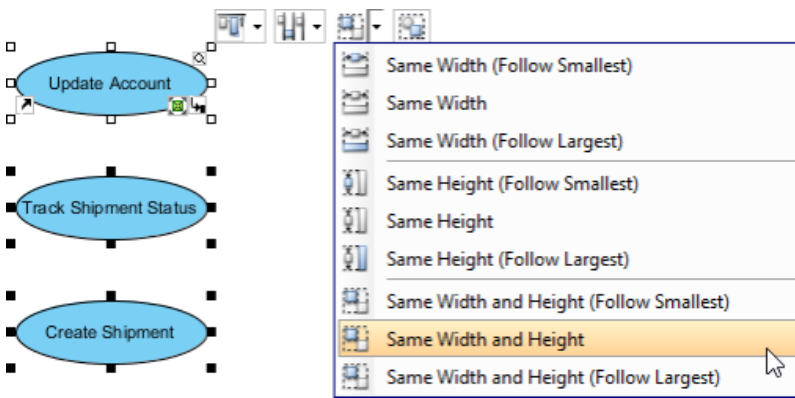 Update Account
Track Shipment Status
Create Shipment
Same Width (Follow Smallest)
Same Width
Same Width (Follow Largest)
Same Height (Follow Smallest)
Same Height
Same Height (Follow Largest)
Same Width and Height (Follow Smallest)
Same Width and Height
Same Width and Height (Follow Largest)